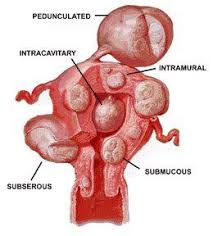 PEDUNCULATED
INTRACAVITARY
INTRAMURAL
SUBSEROUS
SUBMUCOUS